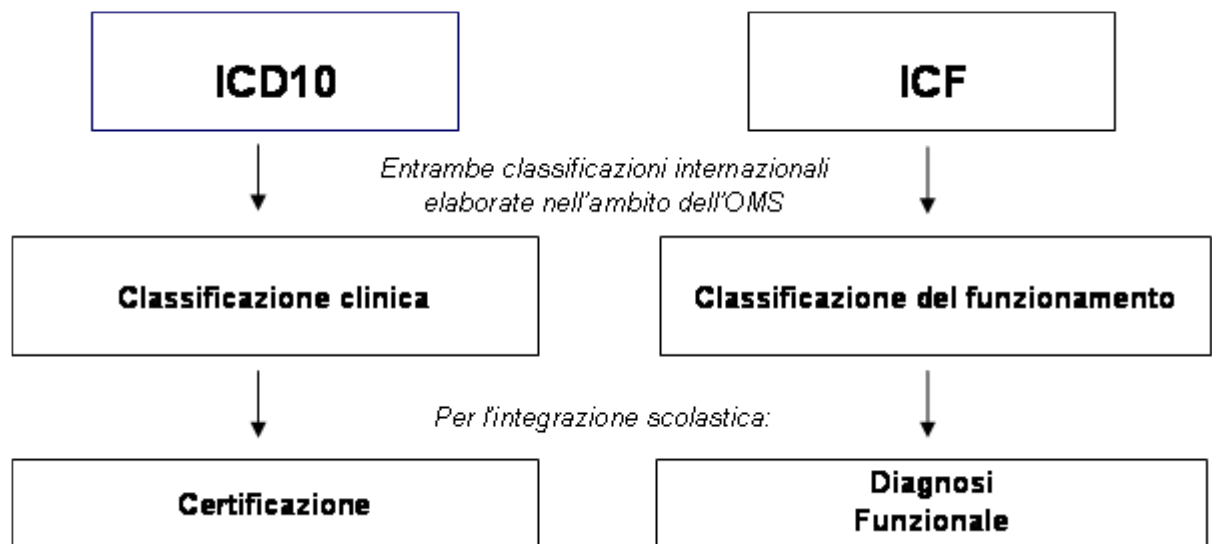 ICD10
ICF
Entrambe classificazioni internazionali
elaborate nell'ambito dell'OMS
Classificazione clinica
Classificazione del funzionamento
Per l'integrazione scolastica:
Certificazione
Diagnosi
Funzionale